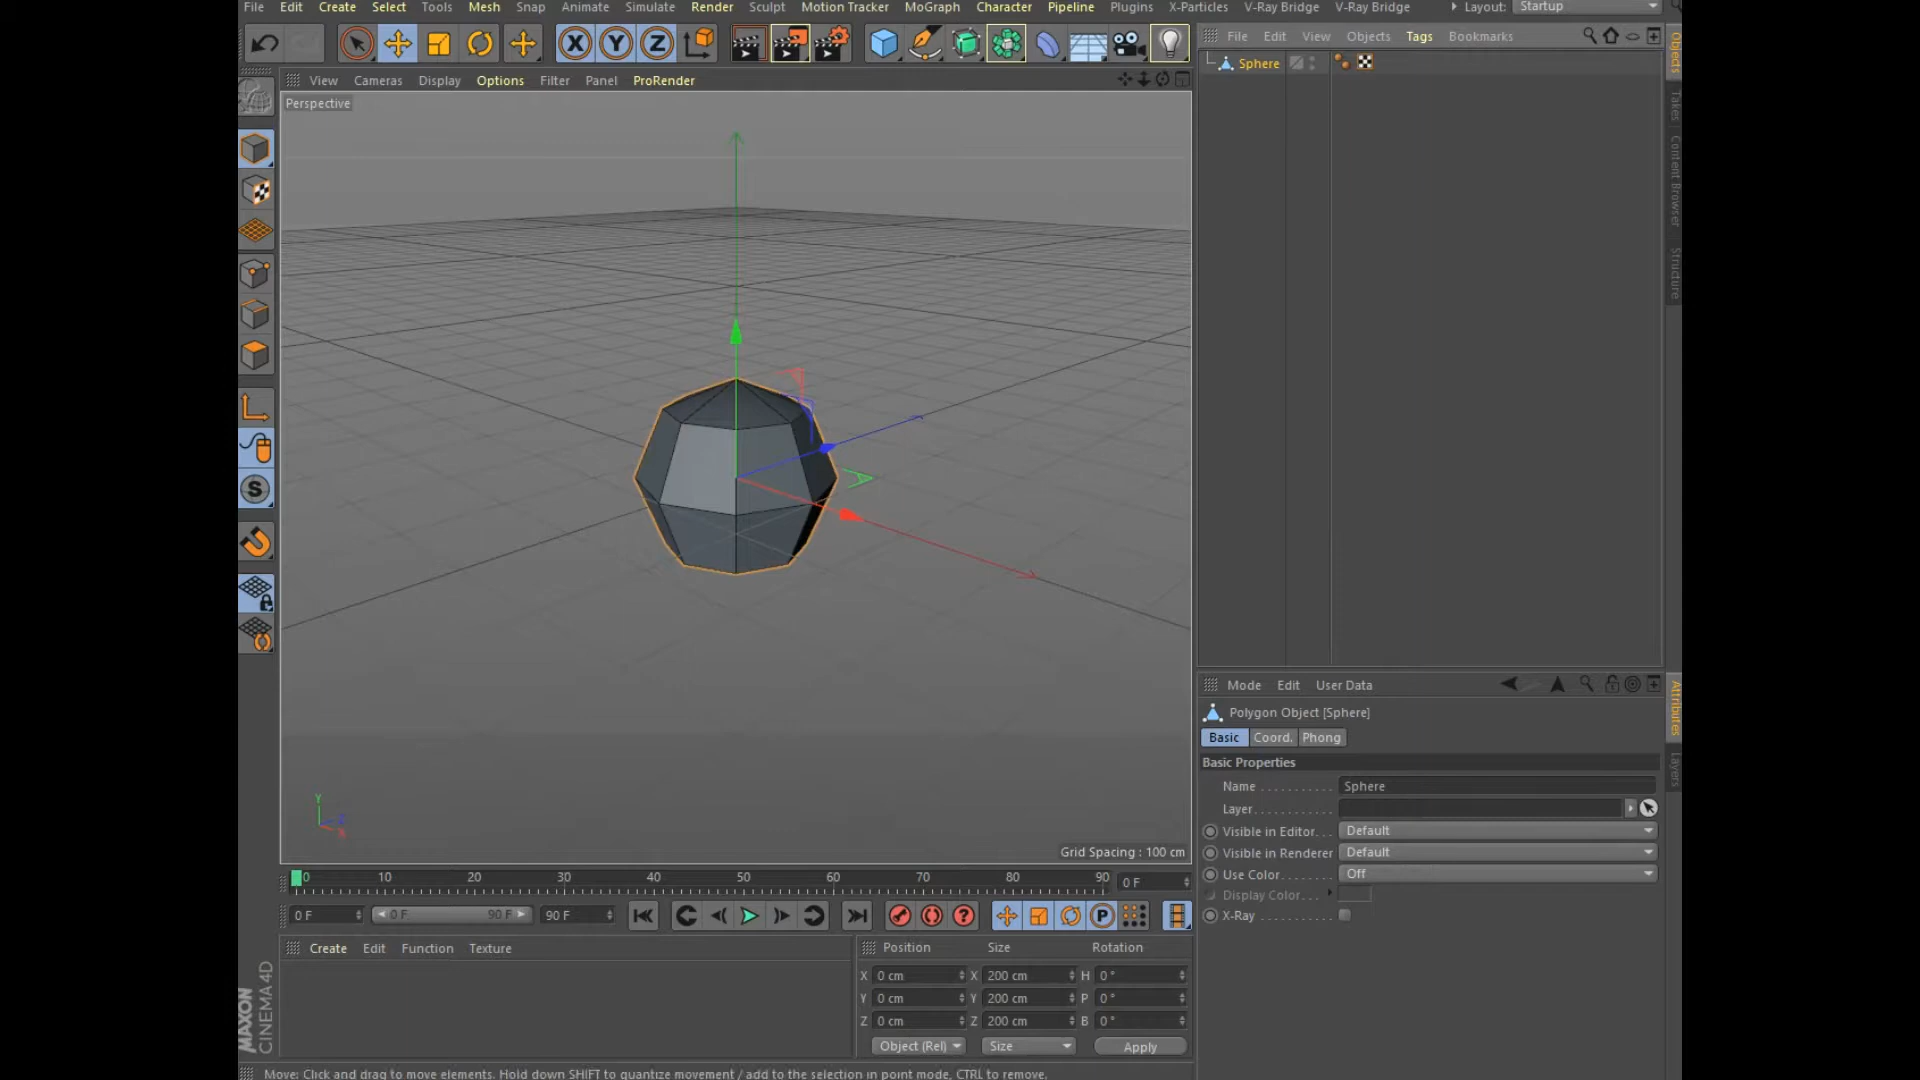 File Edit Create Select Tools Mesh Snap Animate Simulate Render Sculpt Motion Tracker MoGraph Character Pipeline Plugins X-Particles V-Ray Bridge V-Ray Bridge Layout: Startup
File Edit View Objects Tags Bookmarks
View Cameras Display Options Filter Panel ProRender
Perspective
Sphere
Objects
Takes
Content Browser
Structure
Mode Edit User Data
Polygon Object [Sphere]
Basic Coord. Phong
Basic Properties
Name . . . . . . . . . . . Sphere
Layer . . . . . . . . . . .
Visible in Editor . . . Default
Visible in Renderer Default
Use Color . . . . . . . Off
Display Color . . .
X-Ray . . . . . . . . . .
Attributes
Layers
Y
Z
X
Grid Spacing : 100 cm
0 10 20 30 40 50 60 70 80 90 0 F
0 F 0 F 90 F 90 F
Create Edit Function Texture
Position Size Rotation
X 0 cm X 200 cm H 0 °
Y 0 cm Y 200 cm P 0 °
Z 0 cm Z 200 cm B 0 °
Object (Rel) Size Apply
MAXON
CINEMA 4D
Move: Click and drag to move elements. Hold down SHIFT to quantize movement / add to the selection in point mode, CTRL to remove.